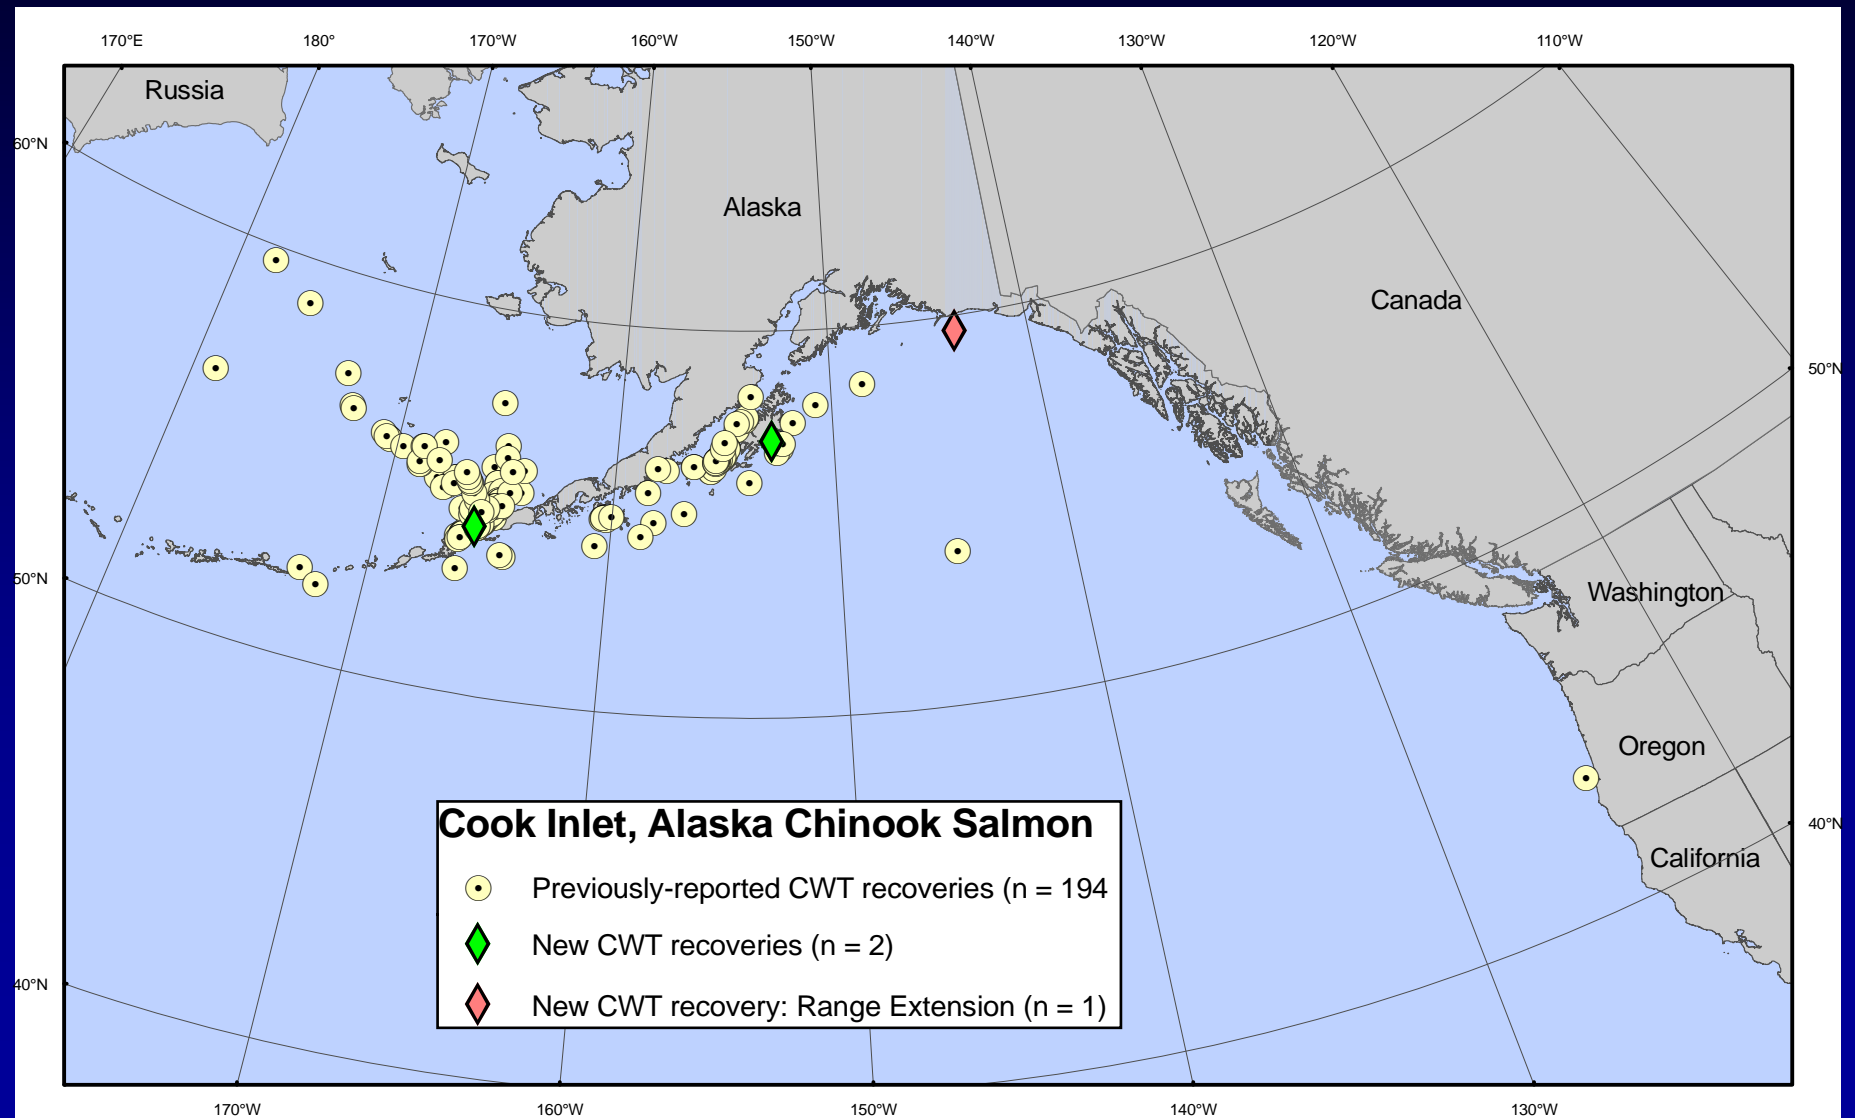 170°E 180° 170°W 160°W 150°W 140°W 130°W 120°W 110°W
Russia
60°N
Alaska
Canada
50°N
50°N
Washington
Oregon
40°N
California
Cook Inlet, Alaska Chinook Salmon
Previously-reported CWT recoveries (n = 194
New CWT recoveries (n = 2)
40°N
New CWT recovery: Range Extension (n = 1)
170°W 160°W 150°W 140°W 130°W